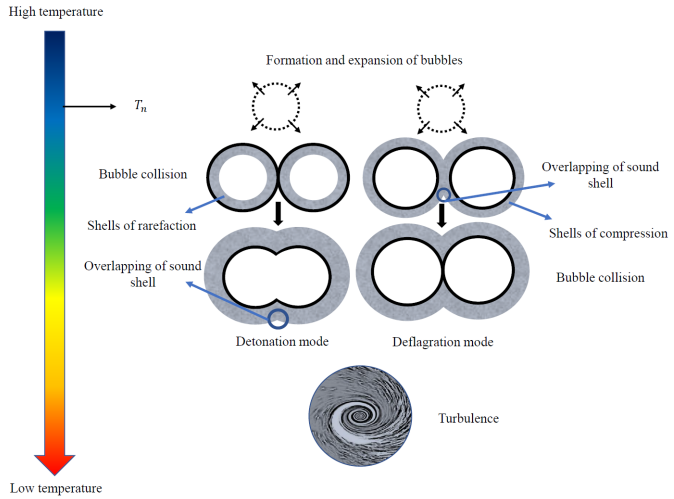 High temperature
Formation and expansion of bubbles
Tn
Bubble collision
Overlapping of sound
shell
Shells of rarefaction
Shells of compression
Overlapping of sound
shell
Bubble collision
Detonation mode
Deflagration mode
Turbulence
Low temperature